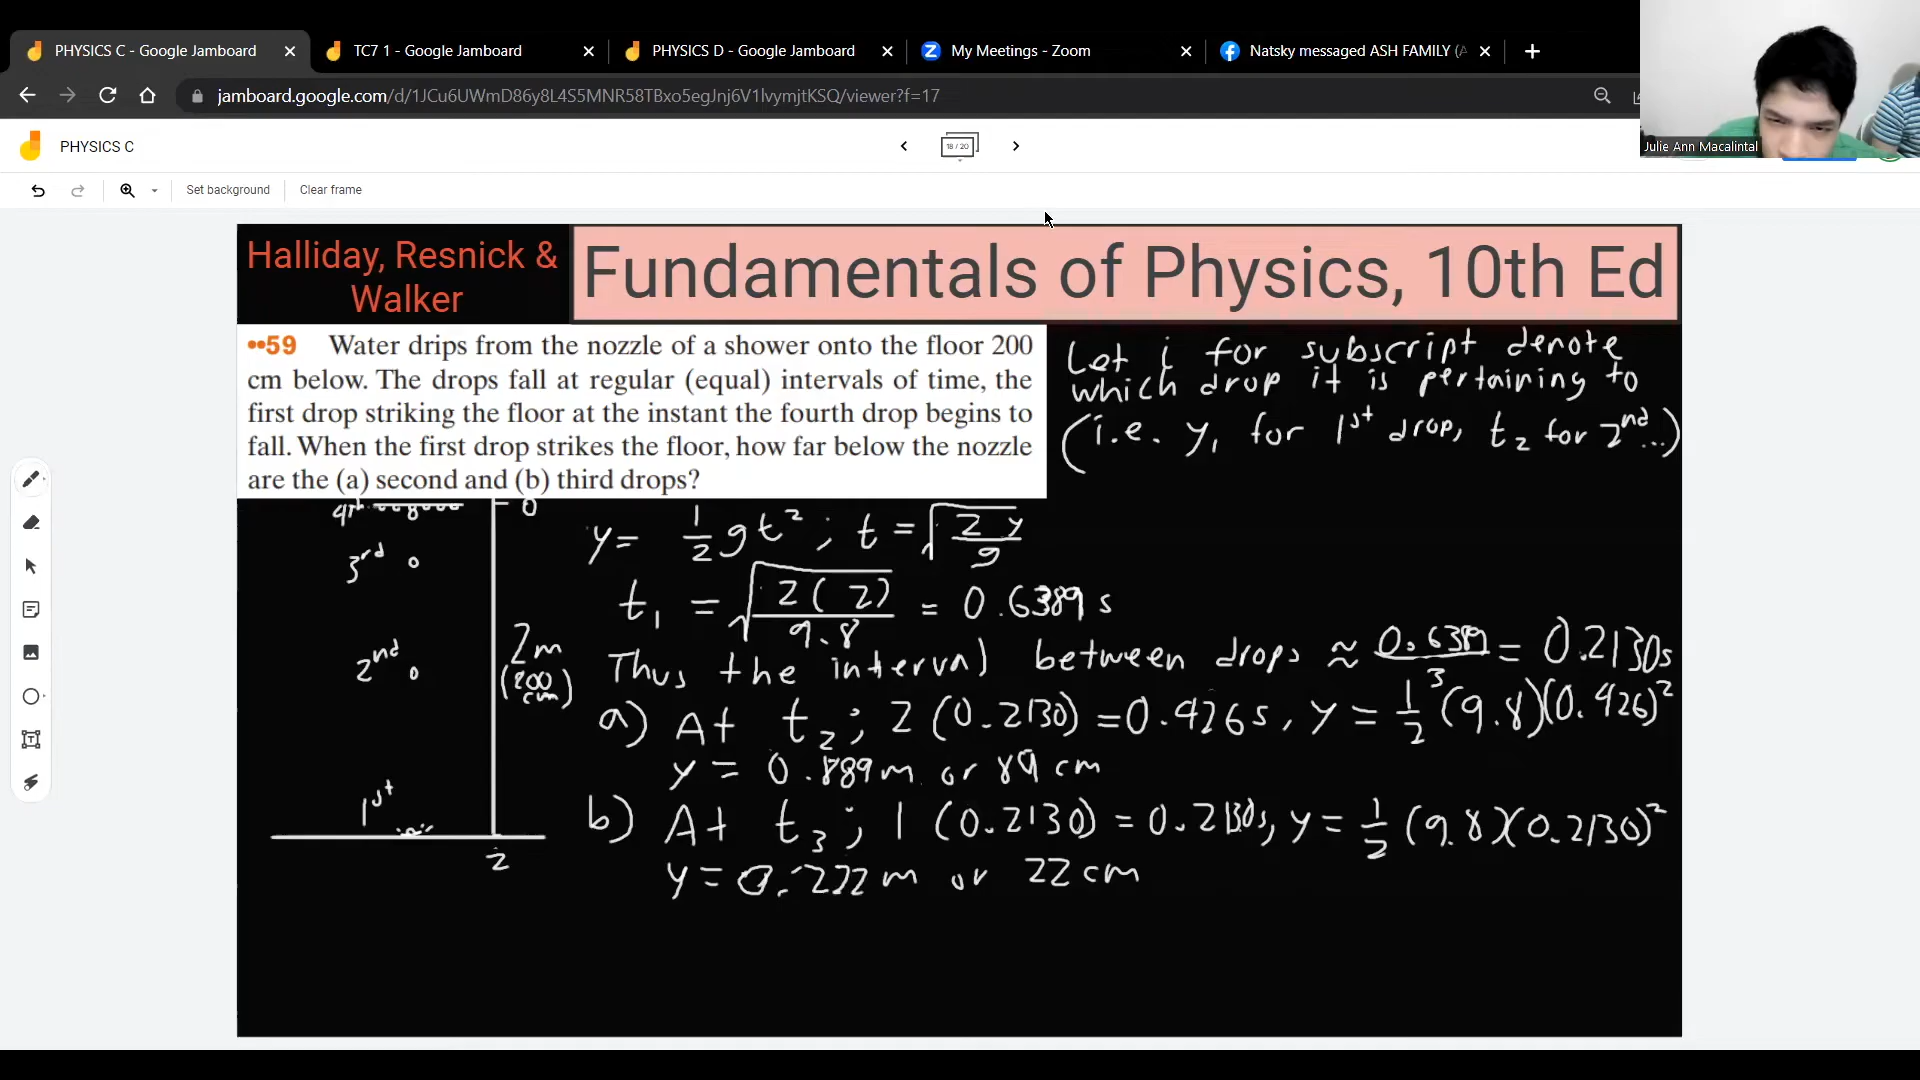 PHYSICS C - Google Jamboard
TC7 1 - Google Jamboard
PHYSICS D - Google Jamboard
My Meetings - Zoom
Natsky messaged ASH FAMILY (A
jamboard.google.com/d/1JCu6UWmD86y8L4S5MNR58TBxo5egJnj6V1lvymjtKSQ/viewer?f=17
Julie Ann Macalintal
PHYSICS C
18 / 20
Set background
Clear frame
Halliday, Resnick &
Walker
Fundamentals of Physics, 10th Ed
••59 Water drips from the nozzle of a shower onto the floor 200
cm below. The drops fall at regular (equal) intervals of time, the
first drop striking the floor at the instant the fourth drop begins to
fall. When the first drop strikes the floor, how far below the nozzle
are the (a) second and (b) third drops?
Let i for subscript denote
which drop it is pertaining to
(i.e. y₁ for 1st drop, t₂ for 2nd...)
4th
0
3rd
2nd
1st
2m
(200
cm)
2
y = 1/2 gt²; t = √(2y/g)
t₁ = √(2(2)/9.8) = 0.6389 s
Thus the interval between drops ≈ 0.6389/3 = 0.2130s
a) At t₂; 2(0.2130) = 0.426s, y = 1/2 (9.8)(0.426)²
y = 0.889m or 89 cm
b) At t₃; 1(0.2130) = 0.2130s, y = 1/2 (9.8)(0.2130)²
y = 0.222m or 22cm